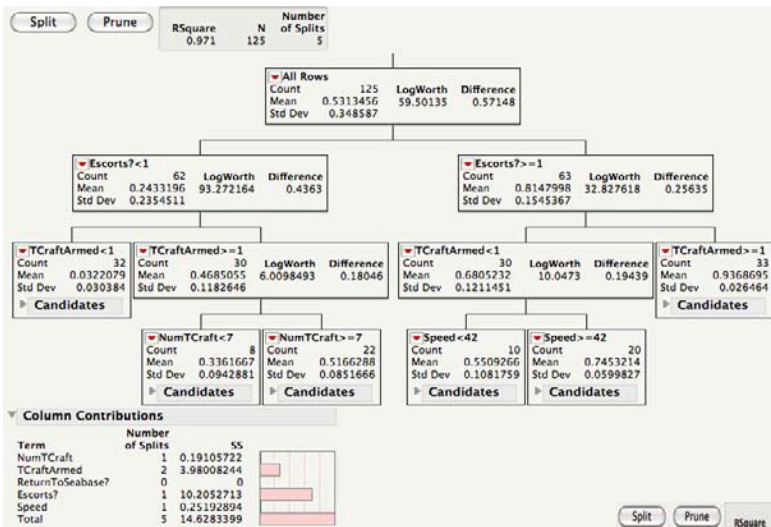 Split Prune
Number
RSquare N of Splits
0.971 125 5
All Rows
Count 125 LogWorth Difference
Mean 0.5313456 59.50135 0.57148
Std Dev 0.348587
Escorts?<1
Count 62 LogWorth Difference
Mean 0.2433196 93.272164 0.4363
Std Dev 0.2354511
Escorts?>=1
Count 63 LogWorth Difference
Mean 0.8147998 32.827618 0.25635
Std Dev 0.1545367
TCraftArmed<1
Count 32
Mean 0.0322079
Std Dev 0.030384
Candidates
TCraftArmed>=1
Count 30 LogWorth Difference
Mean 0.4685055 6.0098493 0.18046
Std Dev 0.1182646
TCraftArmed<1
Count 30 LogWorth Difference
Mean 0.6805232 10.0473 0.19439
Std Dev 0.1211451
TCraftArmed>=1
Count 33
Mean 0.9368695
Std Dev 0.026464
Candidates
NumTCraft<7
Count 8
Mean 0.3361667
Std Dev 0.0942881
Candidates
NumTCraft>=7
Count 22
Mean 0.5166288
Std Dev 0.0851666
Candidates
Speed<42
Count 10
Mean 0.5509266
Std Dev 0.1081759
Candidates
Speed>=42
Count 20
Mean 0.7453214
Std Dev 0.0599827
Candidates
Column Contributions
Number
Term of Splits SS
NumTCraft 1 0.19105722
TCraftArmed 2 3.98008244
ReturnToSeabase? 0 0
Escorts? 1 10.2052713
Speed 1 0.25192894
Total 5 14.6283399
Split Prune RSquare